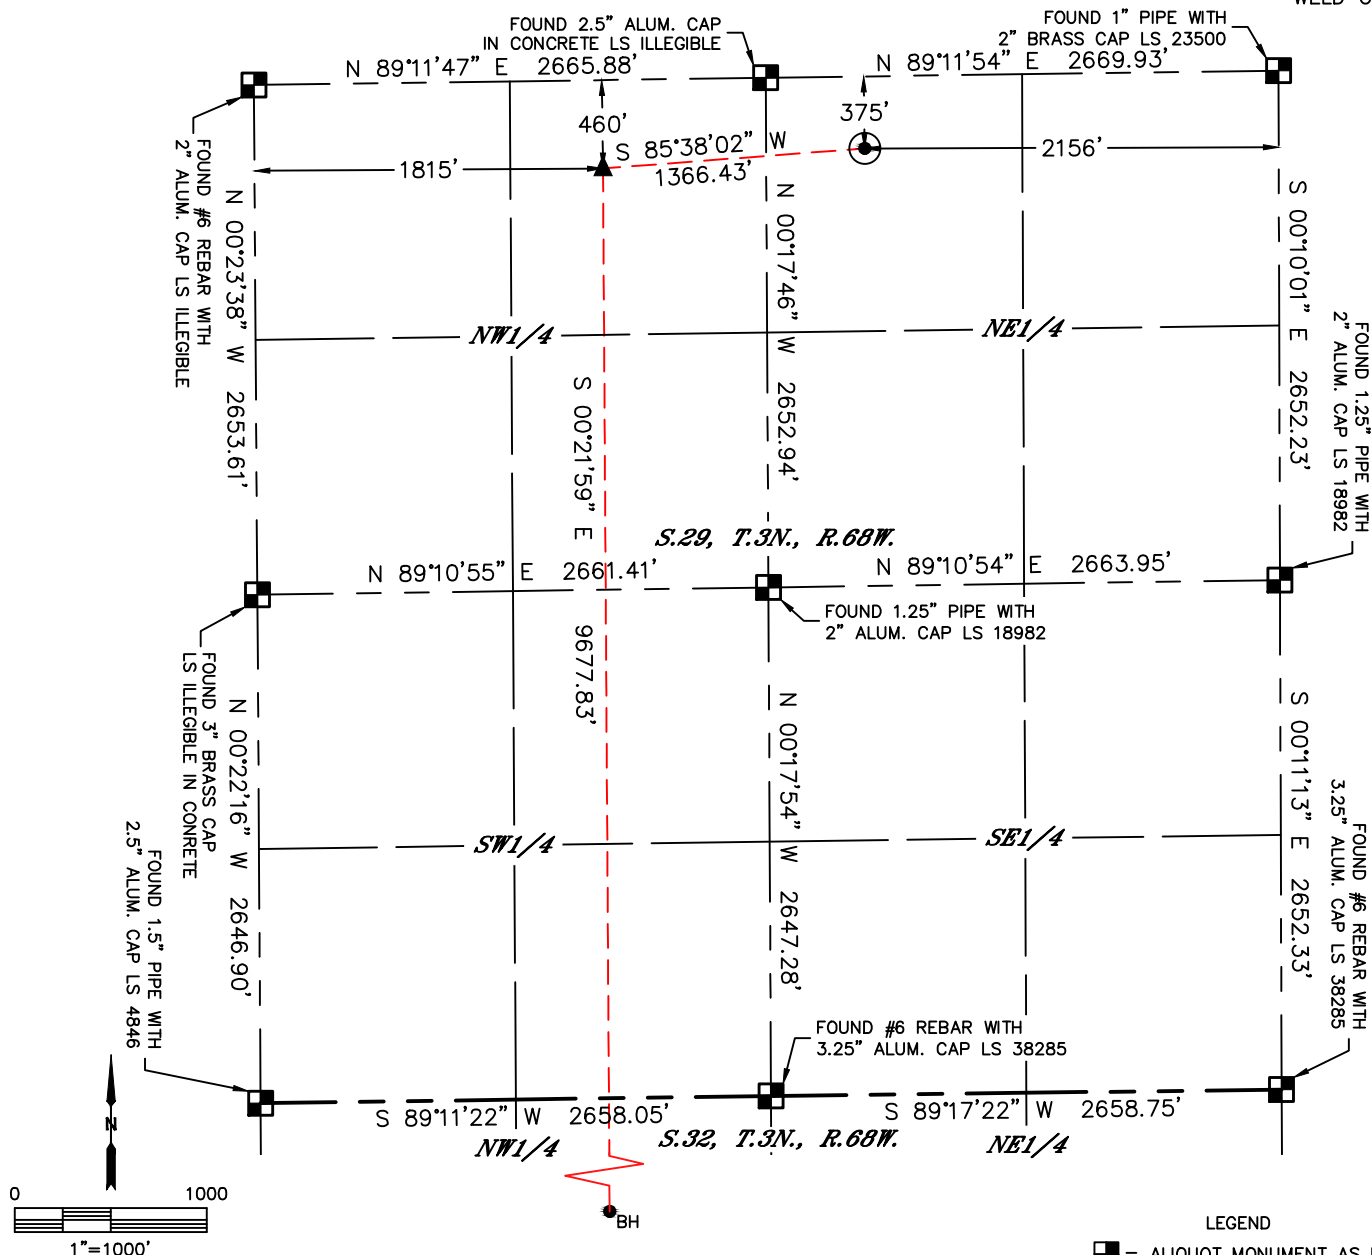 FOUND 2.5" ALUM. CAP
IN CONCRETE LS ILLEGIBLE
FOUND 1" PIPE WITH
2" BRASS CAP LS 23500
N 89°11'47" E 2665.88'
N 89°11'54" E 2669.93'
460'
375'
S 85°38'02" W
1366.43'
1815'
2156'
FOUND #6 REBAR WITH
2" ALUM. CAP LS ILLEGIBLE
N 00°23'38" W 2653.61'
N 00°17'46" W 2652.94'
S 00°10'01" E 2652.23'
FOUND 1.25" PIPE WITH
2" ALUM. CAP LS 18982
NW1/4
NE1/4
S 00°21'59" E 9677.83'
S.29, T.3N., R.68W.
N 89°10'55" E 2661.41'
N 89°10'54" E 2663.95'
FOUND 1.25" PIPE WITH
2" ALUM. CAP LS 18982
FOUND 3" BRASS CAP
LS ILLEGIBLE IN CONRETE
N 00°22'16" W 2646.90'
N 00°17'54" W 2647.28'
S 00°11'13" E 2652.33'
SW1/4
SE1/4
FOUND 1.5" PIPE WITH
2.5" ALUM. CAP LS 4846
FOUND #6 REBAR WITH
3.25" ALUM. CAP LS 38285
FOUND #6 REBAR WITH
3.25" ALUM. CAP LS 38285
S 89°11'22" W 2658.05'
S 89°17'22" W 2658.75'
S.32, T.3N., R.68W.
NW1/4
NE1/4
N
0 1000
1"=1000'
BH
LEGEND
= ALIQUOT MONUMENT AS